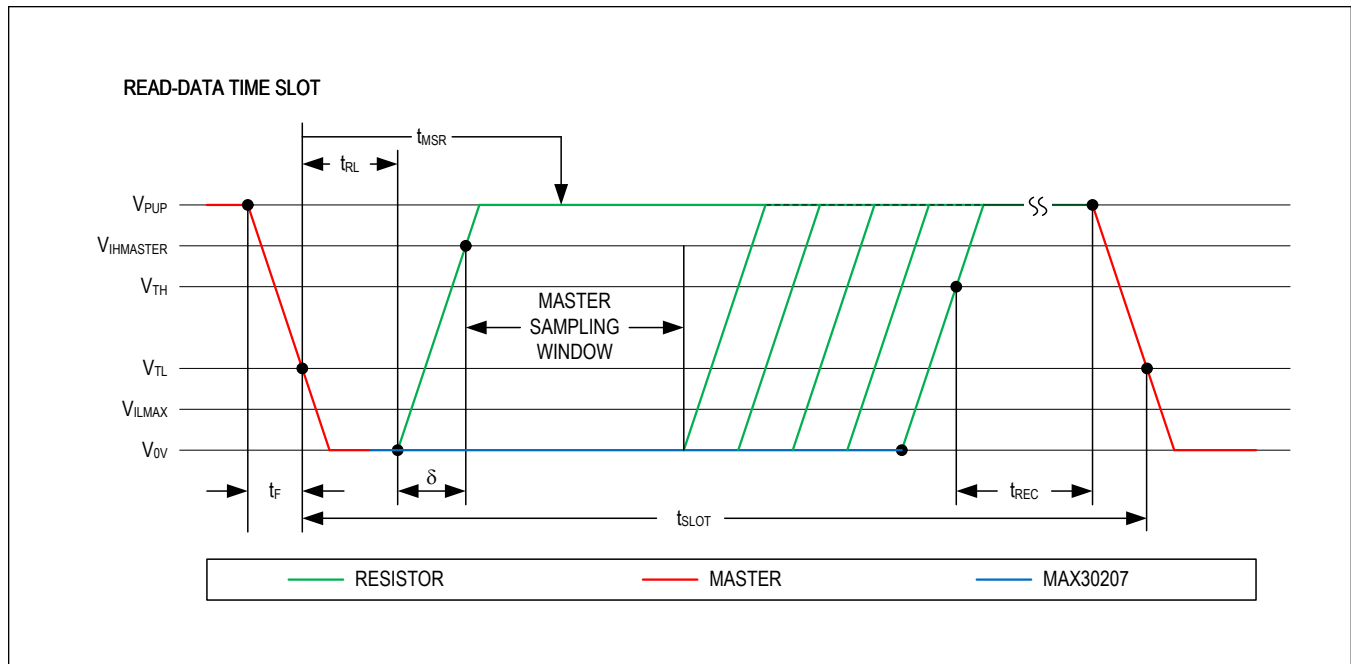 READ-DATA TIME SLOT
tMSR
tRL
VPUP
VIHMASTER
VTH
MASTER
SAMPLING
WINDOW
VTL
VILMAX
V0V
tF
δ
tREC
tSLOT
RESISTOR
MASTER
MAX30207